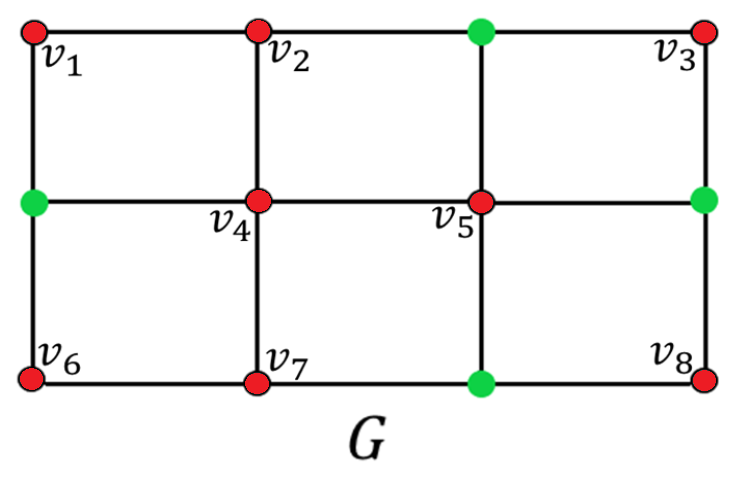 v₁ v₂ v₃
v₄ v₅
v₆ v₇ v₈
G